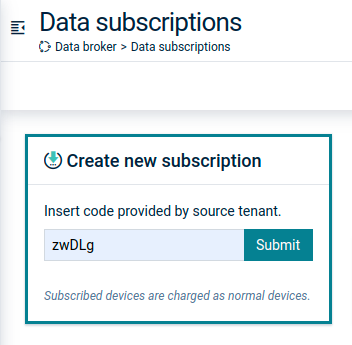 Data subscriptions
Data broker > Data subscriptions
Create new subscription
Insert code provided by source tenant.
zwDLg Submit
Subscribed devices are charged as normal devices.